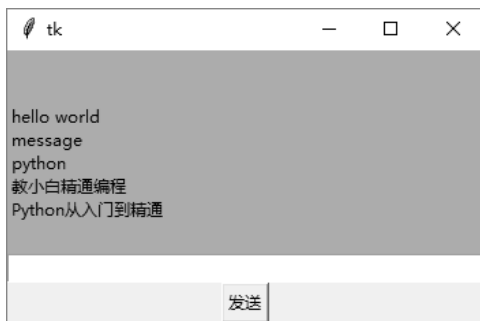 tk
hello world
message
python
教小白精通编程
Python从入门到精通
发送